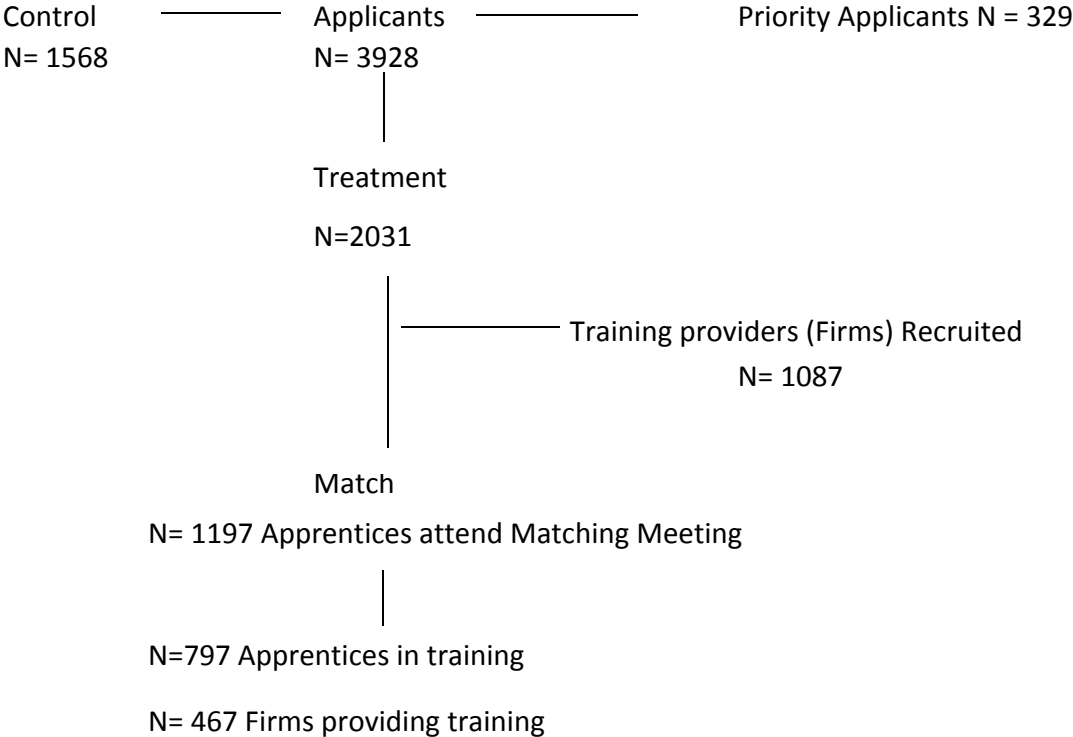 Control Applicants Priority Applicants N = 329
N= 1568 N= 3928
Treatment
N=2031
Training providers (Firms) Recruited
N= 1087
Match
N= 1197 Apprentices attend Matching Meeting
N=797 Apprentices in training
N= 467 Firms providing training